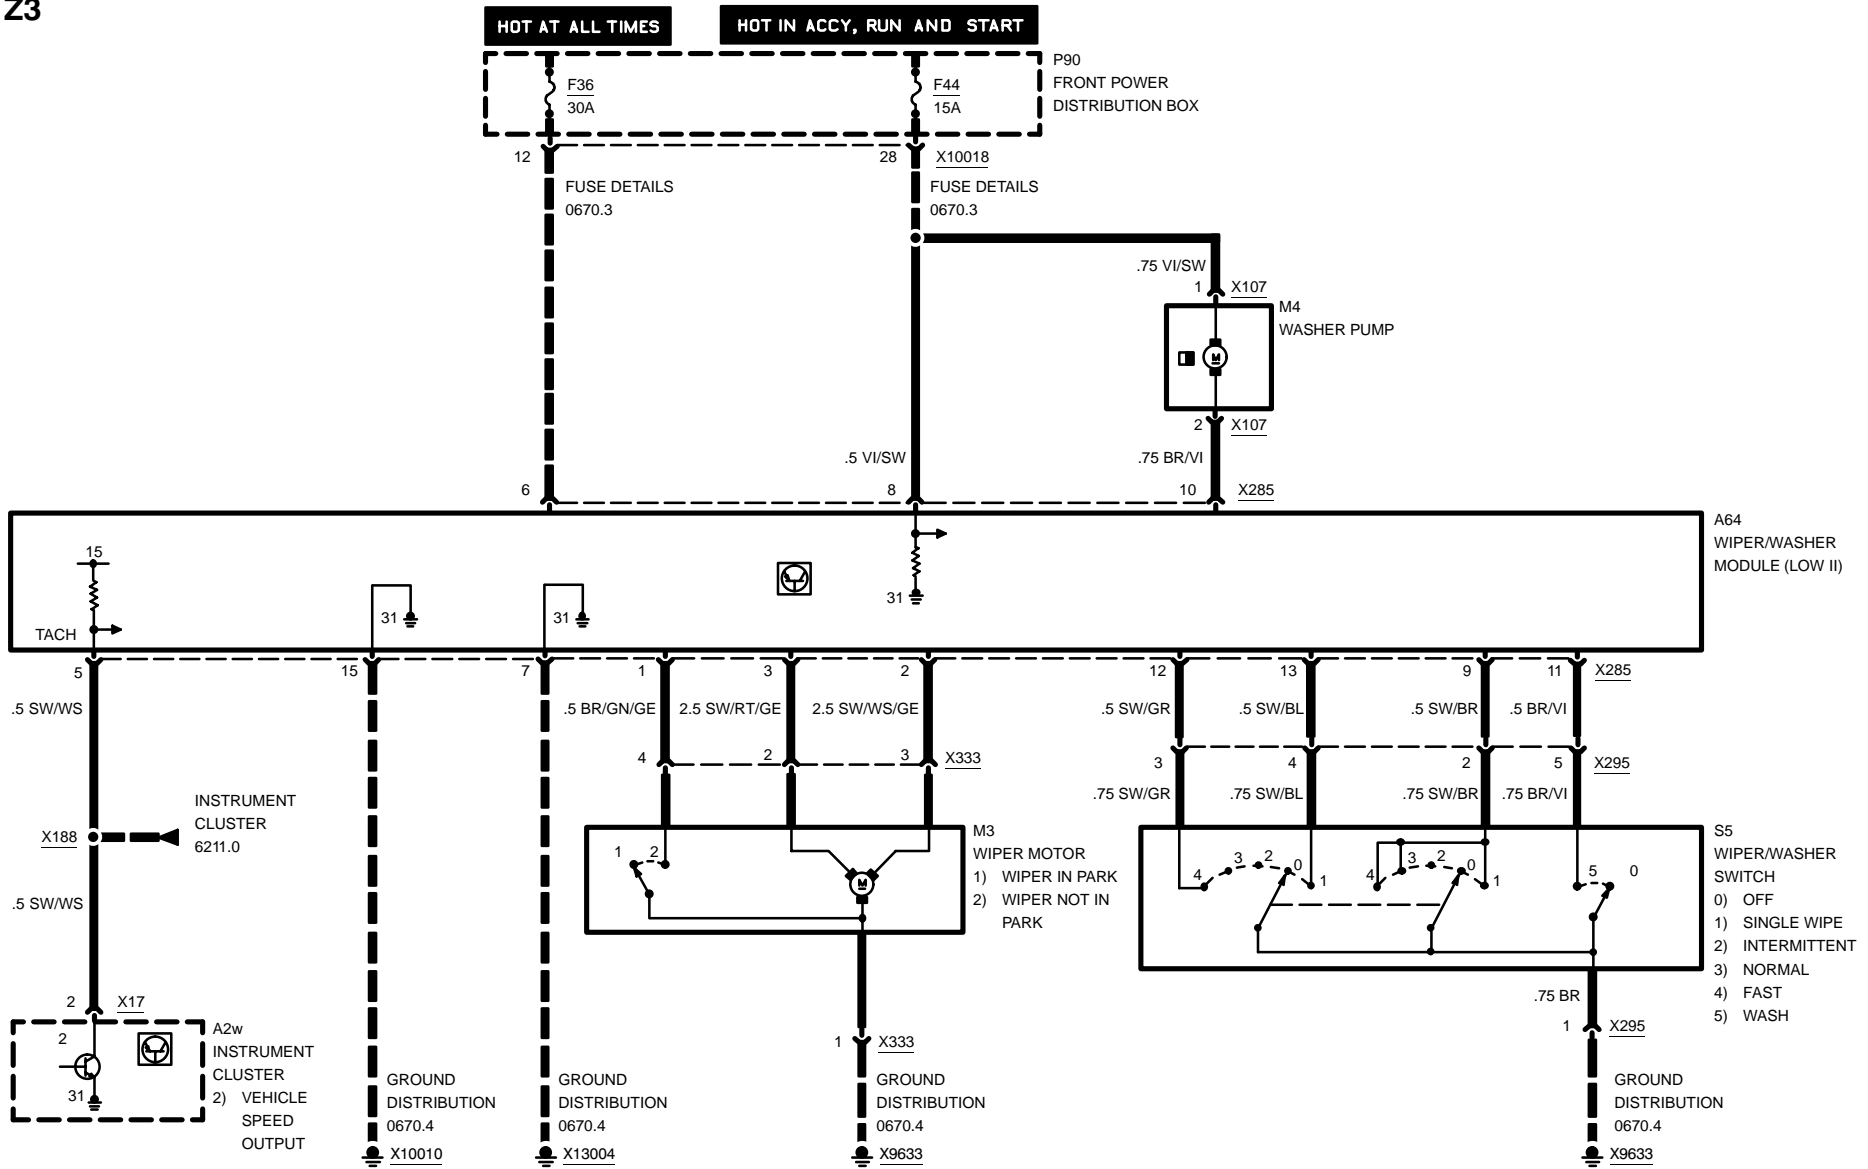 Z3
HOT AT ALL TIMES
HOT IN ACCY, RUN AND START
P90
FRONT POWER
DISTRIBUTION BOX
F36
30A
F44
15A
12
28
X10018
FUSE DETAILS
0670.3
FUSE DETAILS
0670.3
.75 VI/SW
1
X107
M4
WASHER PUMP
M
2
X107
.5 VI/SW
.75 BR/VI
6
8
10
X285
A64
WIPER/WASHER
MODULE (LOW II)
15
31
31
31
TACH
5
15
7
1
3
2
12
13
9
11
X285
.5 SW/WS
.5 BR/GN/GE
2.5 SW/RT/GE
2.5 SW/WS/GE
.5 SW/GR
.5 SW/BL
.5 SW/BR
.5 BR/VI
4
2
3
X333
3
4
2
5
X295
.75 SW/GR
.75 SW/BL
.75 SW/BR
.75 BR/VI
INSTRUMENT
CLUSTER
6211.0
X188
.5 SW/WS
1
2
M
M3
WIPER MOTOR
1) WIPER IN PARK
2) WIPER NOT IN
PARK
4
3
2
0
1
4
3
2
0
1
5
0
S5
WIPER/WASHER
SWITCH
0) OFF
1) SINGLE WIPE
2) INTERMITTENT
3) NORMAL
4) FAST
5) WASH
2
X17
2
31
A2w
INSTRUMENT
CLUSTER
2) VEHICLE
SPEED
OUTPUT
.75 BR
1
X333
1
X295
GROUND
DISTRIBUTION
0670.4
X10010
GROUND
DISTRIBUTION
0670.4
X13004
GROUND
DISTRIBUTION
0670.4
X9633
GROUND
DISTRIBUTION
0670.4
X9633